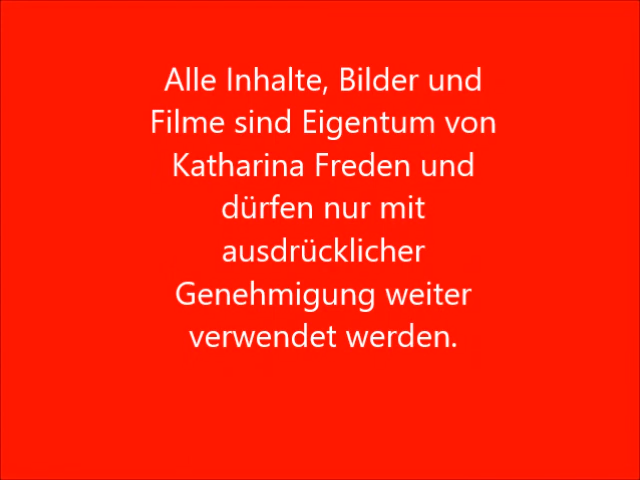 Alle Inhalte, Bilder und
Filme sind Eigentum von
Katharina Freden und
dürfen nur mit
ausdrücklicher
Genehmigung weiter
verwendet werden.